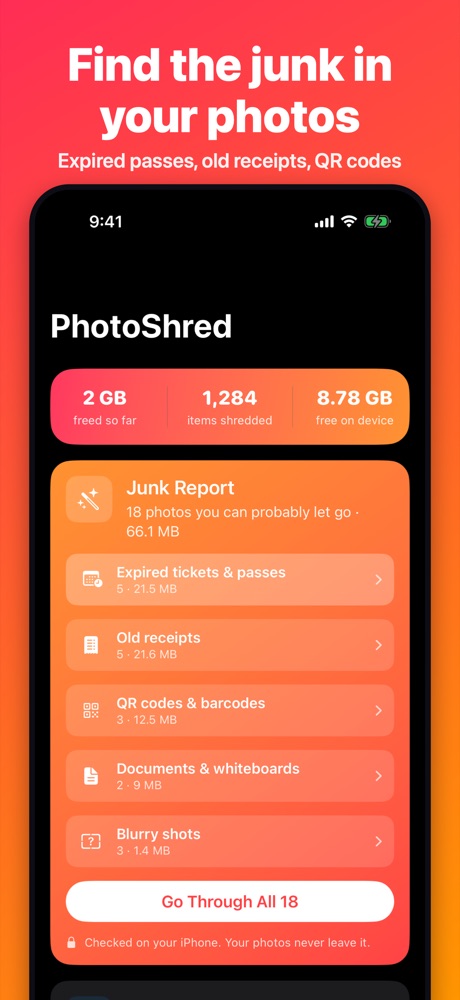 Find the junk in
your photos
Expired passes, old receipts, QR codes
9:41
PhotoShred
2 GB
freed so far
1,284
items shredded
8.78 GB
free on device
Junk Report
18 photos you can probably let go ·
66.1 MB
Expired tickets & passes
5 · 21.5 MB
Old receipts
5 · 21.6 MB
QR codes & barcodes
3 · 12.5 MB
Documents & whiteboards
2 · 9 MB
Blurry shots
3 · 1.4 MB
Go Through All 18
Checked on your iPhone. Your photos never leave it.